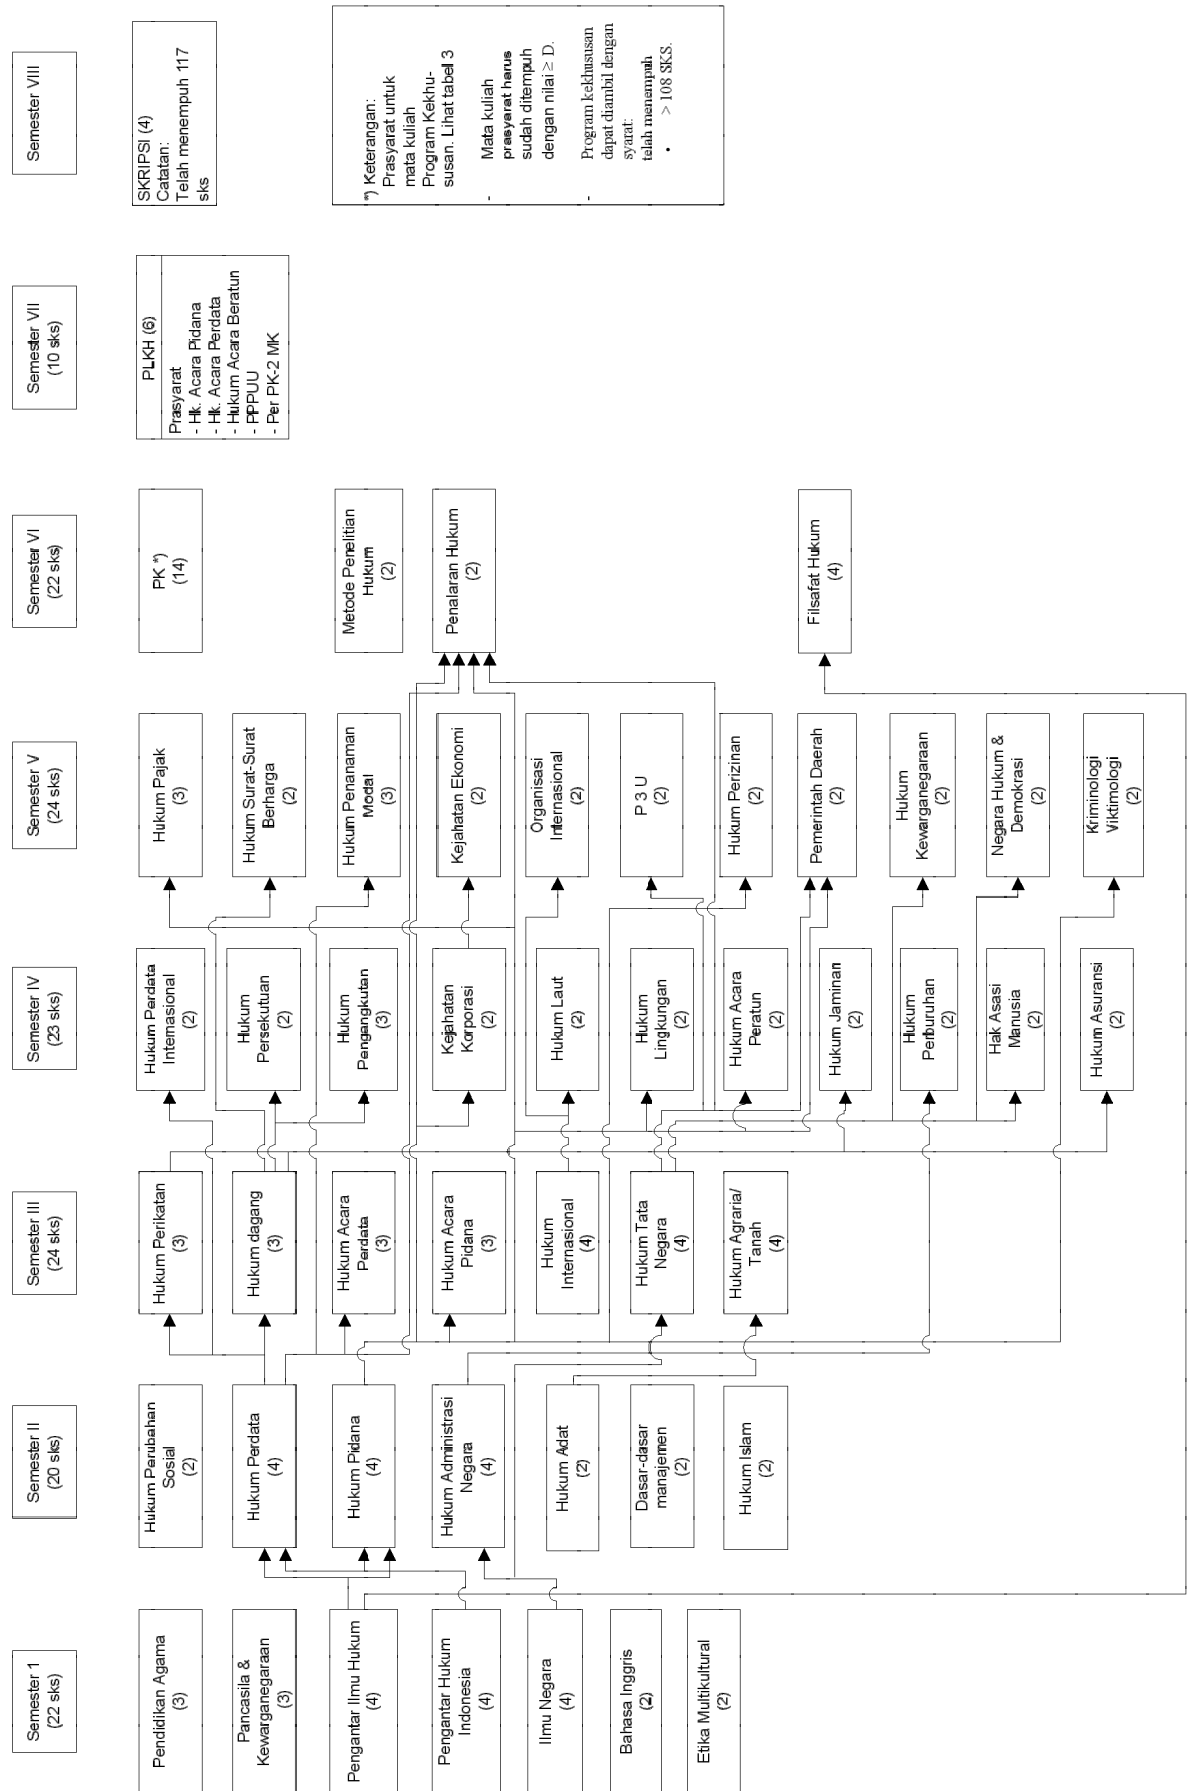 Semester 1
(22 sks)
Pendidikan Agama
(3)
Pancasila &
Kewarganegaraan
(3)
Pengantar Ilmu Hukum
(4)
Pengantar Hukum
Indonesia
(4)
Ilmu Negara
(4)
Bahasa Inggris
(2)
Etika Multikultural
(2)
Semester II
(20 sks)
Hukum Perubahan
Sosial
(2)
Hukum Perdata
(4)
Hukum Pidana
(4)
Hukum Administrasi
Negara
(4)
Hukum Adat
(2)
Dasar-dasar
manajemen
(2)
Hukum Islam
(2)
Semester III
(24 sks)
Hukum Perikatan
(3)
Hukum dagang
(3)
Hukum Acara
Perdata
(3)
Hukum Acara
Pidana
(3)
Hukum
Internasional
(4)
Hukum Tata
Negara
(4)
Hukum Agraria/
Tanah
(4)
Semester IV
(23 sks)
Hukum Perdata
Internasional
(2)
Hukum
Persekutuan
(2)
Hukum
Pengangkutan
(3)
Kejahatan
Korporasi
(2)
Hukum Laut
(2)
Hukum
Lingkungan
(2)
Hukum Acara
Peratun
(2)
Hukum Jaminan
(2)
Hukum
Perburuhan
(2)
Hak Asasi
Manusia
(2)
Hukum Asuransi
(2)
Semester V
(24 sks)
Hukum Pajak
(3)
Hukum Surat-Surat
Berharga
(2)
Hukum Penanaman
Modal
(3)
Kejahatan Ekonomi
(2)
Organisasi
Internasional
(2)
P 3 U
(2)
Hukum Perizinan
(2)
Pemerintah Daerah
(2)
Hukum
Kewarganegaraan
(2)
Negara Hukum &
Demokrasi
(2)
Kriminologi
Viktimologi
(2)
Semester VI
(22 sks)
PK *)
(14)
Metode Penelitian
Hukum
(2)
Penalaran Hukum
(2)
Filsafat Hukum
(4)
Semester VII
(10 sks)
PLKH (6)
Prasyarat
- Hk. Acara Pidana
- Hk. Acara Perdata
- Hukum Acara Beratun
- PPPUU
- Per PK-2 MK
Semester VIII
SKRIPSI (4)
Catatan:
Telah menempuh 117
sks
*) Keterangan:
Prasyarat untuk
mata kuliah
Program Kekhu-
susan. Lihat tabel 3
- Mata kuliah
prasyarat harus
sudah ditempuh
dengan nilai ≥ D.
- Program kekhususan
dapat diambil dengan
syarat:
telah menempuh
• > 108 SKS.